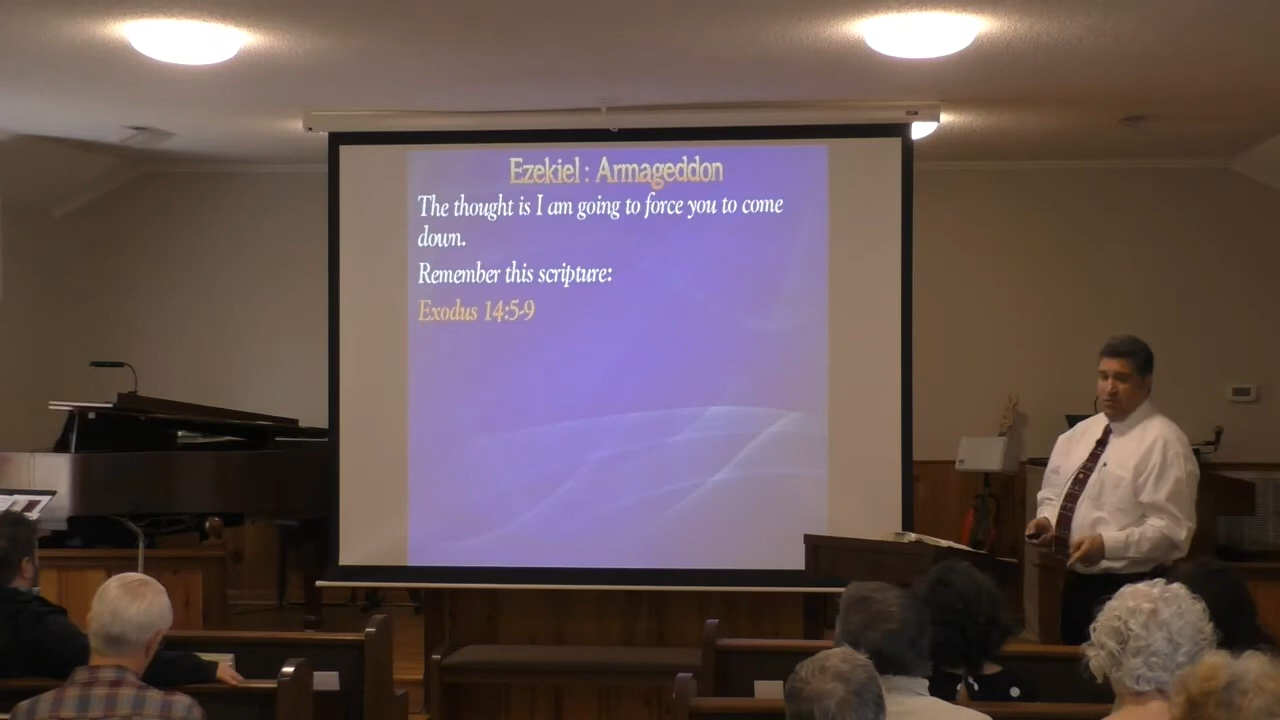 Ezekiel : Armageddon
The thought is I am going to force you to come
down.
Remember this scripture:
Exodus 14:5-9